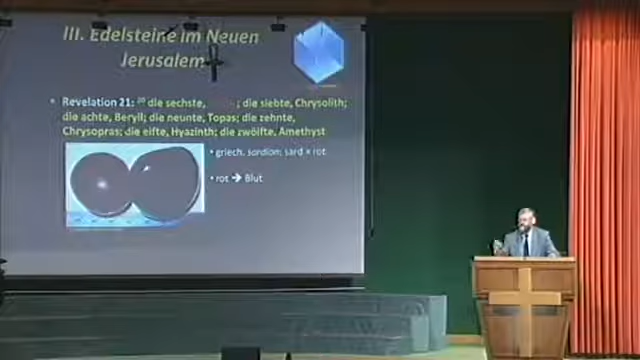 III. Edelsteine im Neuen
Jerusalem
• Revelation 21: 20 die sechste, ; die siebte, Chrysolith;
die achte, Beryll; die neunte, Topas; die zehnte,
Chrysopras; die elfte, Hyazinth; die zwölfte, Amethyst
• griech. sardion: sard = rot
• rot ➔ Blut